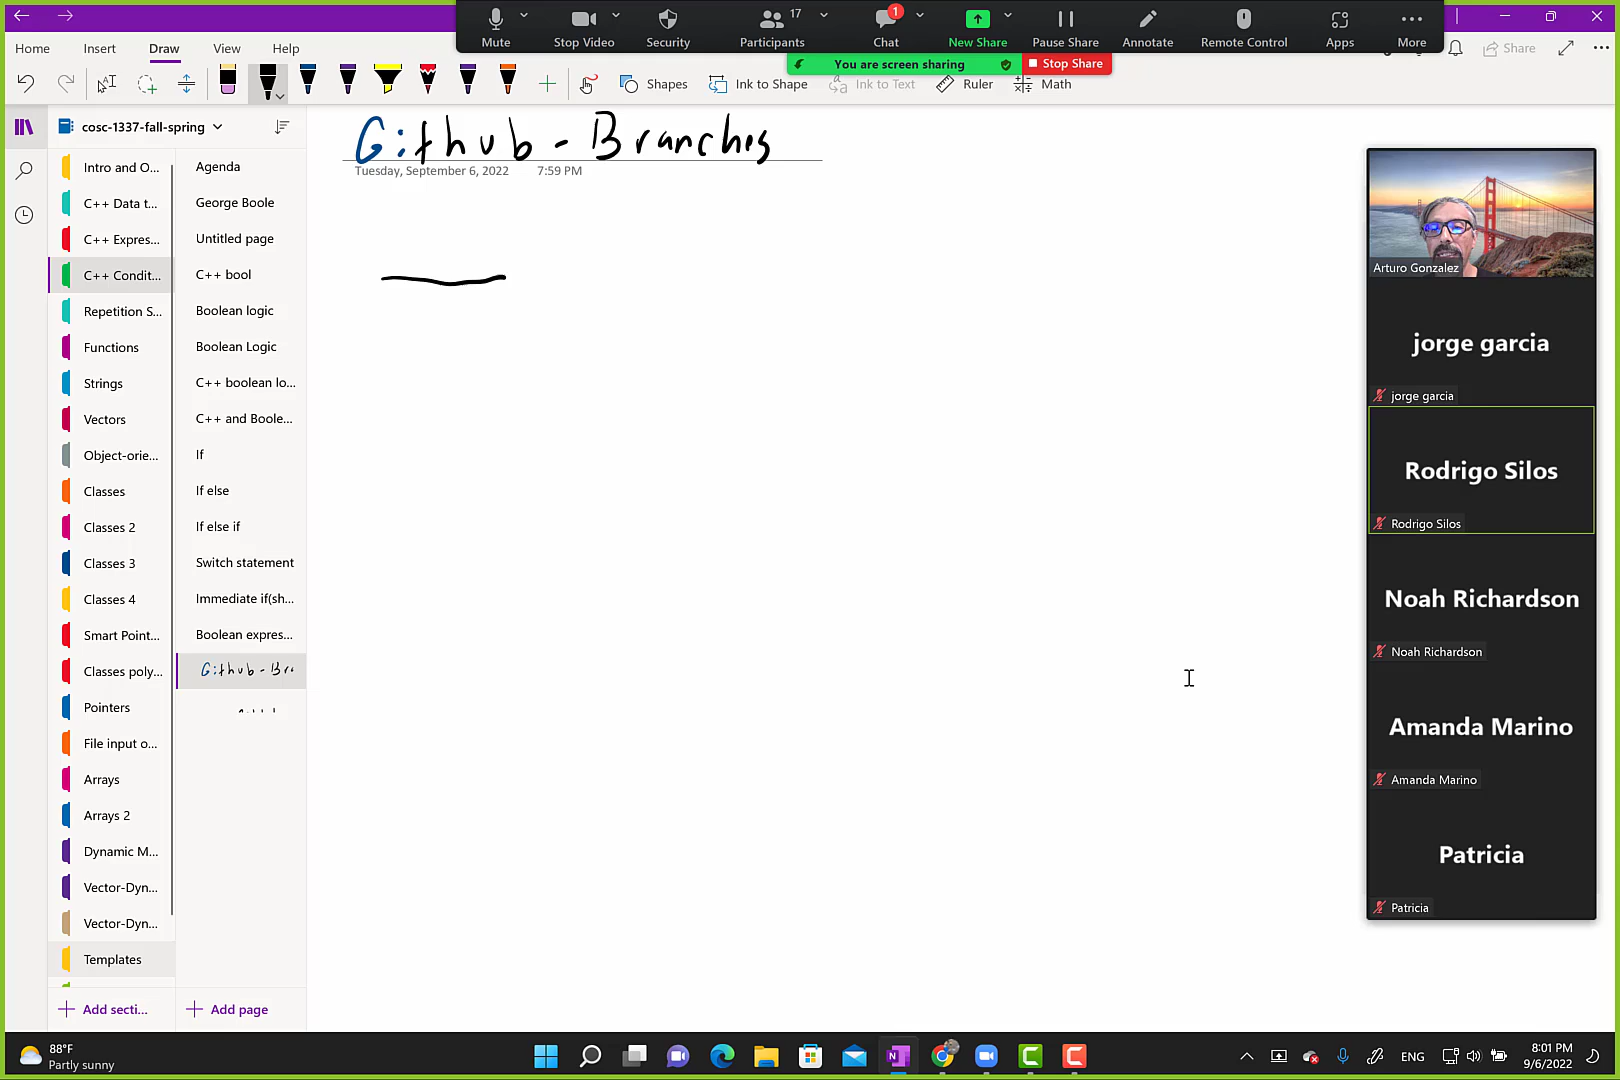 Mute
Stop Video
Security
17
Participants
1
Chat
New Share
Pause Share
Annotate
Remote Control
Apps
More
You are screen sharing
Stop Share
Home
Insert
Draw
View
Help
Share
Shapes
Ink to Shape
Ink to Text
Ruler
Math
cosc-1337-fall-spring
Intro and O...
C++ Data t...
C++ Expres...
C++ Condit...
Repetition S...
Functions
Strings
Vectors
Object-orie...
Classes
Classes 2
Classes 3
Classes 4
Smart Point...
Classes poly...
Pointers
File input o...
Arrays
Arrays 2
Dynamic M...
Vector-Dyn...
Vector-Dyn...
Templates
Add secti...
Agenda
George Boole
Untitled page
C++ bool
Boolean logic
Boolean Logic
C++ boolean lo...
C++ and Boole...
If
If else
If else if
Switch statement
Immediate if(sh...
Boolean expres...
Github - Bra
Add page
Github - Branches
Tuesday, September 6, 2022 7:59 PM
Arturo Gonzalez
jorge garcia
jorge garcia
Rodrigo Silos
Rodrigo Silos
Noah Richardson
Noah Richardson
Amanda Marino
Amanda Marino
Patricia
Patricia
88°F
Partly sunny
ENG
8:01 PM
9/6/2022